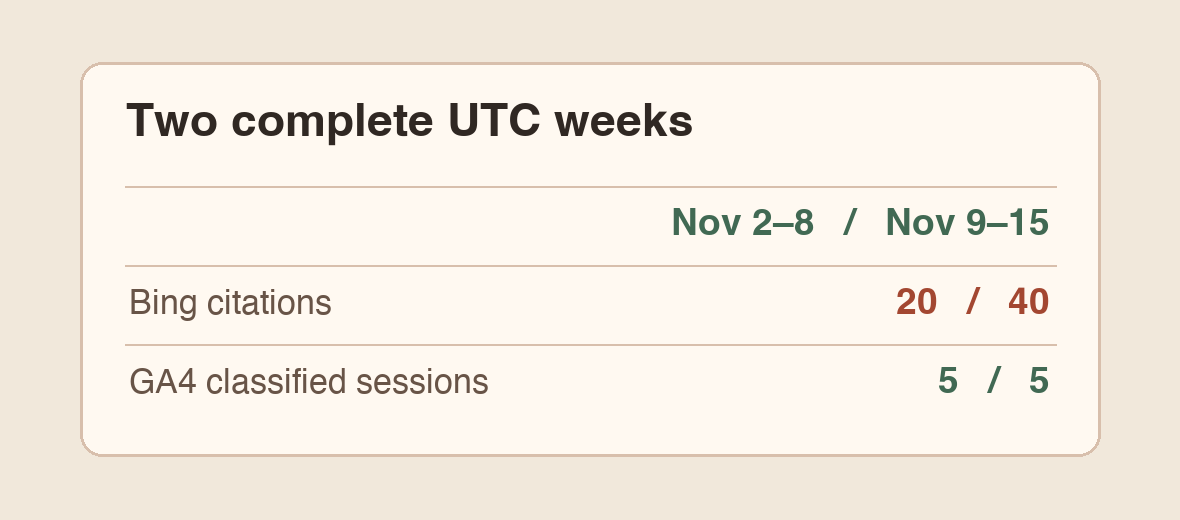 Two complete UTC weeks
Nov 2–8 / Nov 9–15
Bing citations 20 / 40
GA4 classified sessions 5 / 5